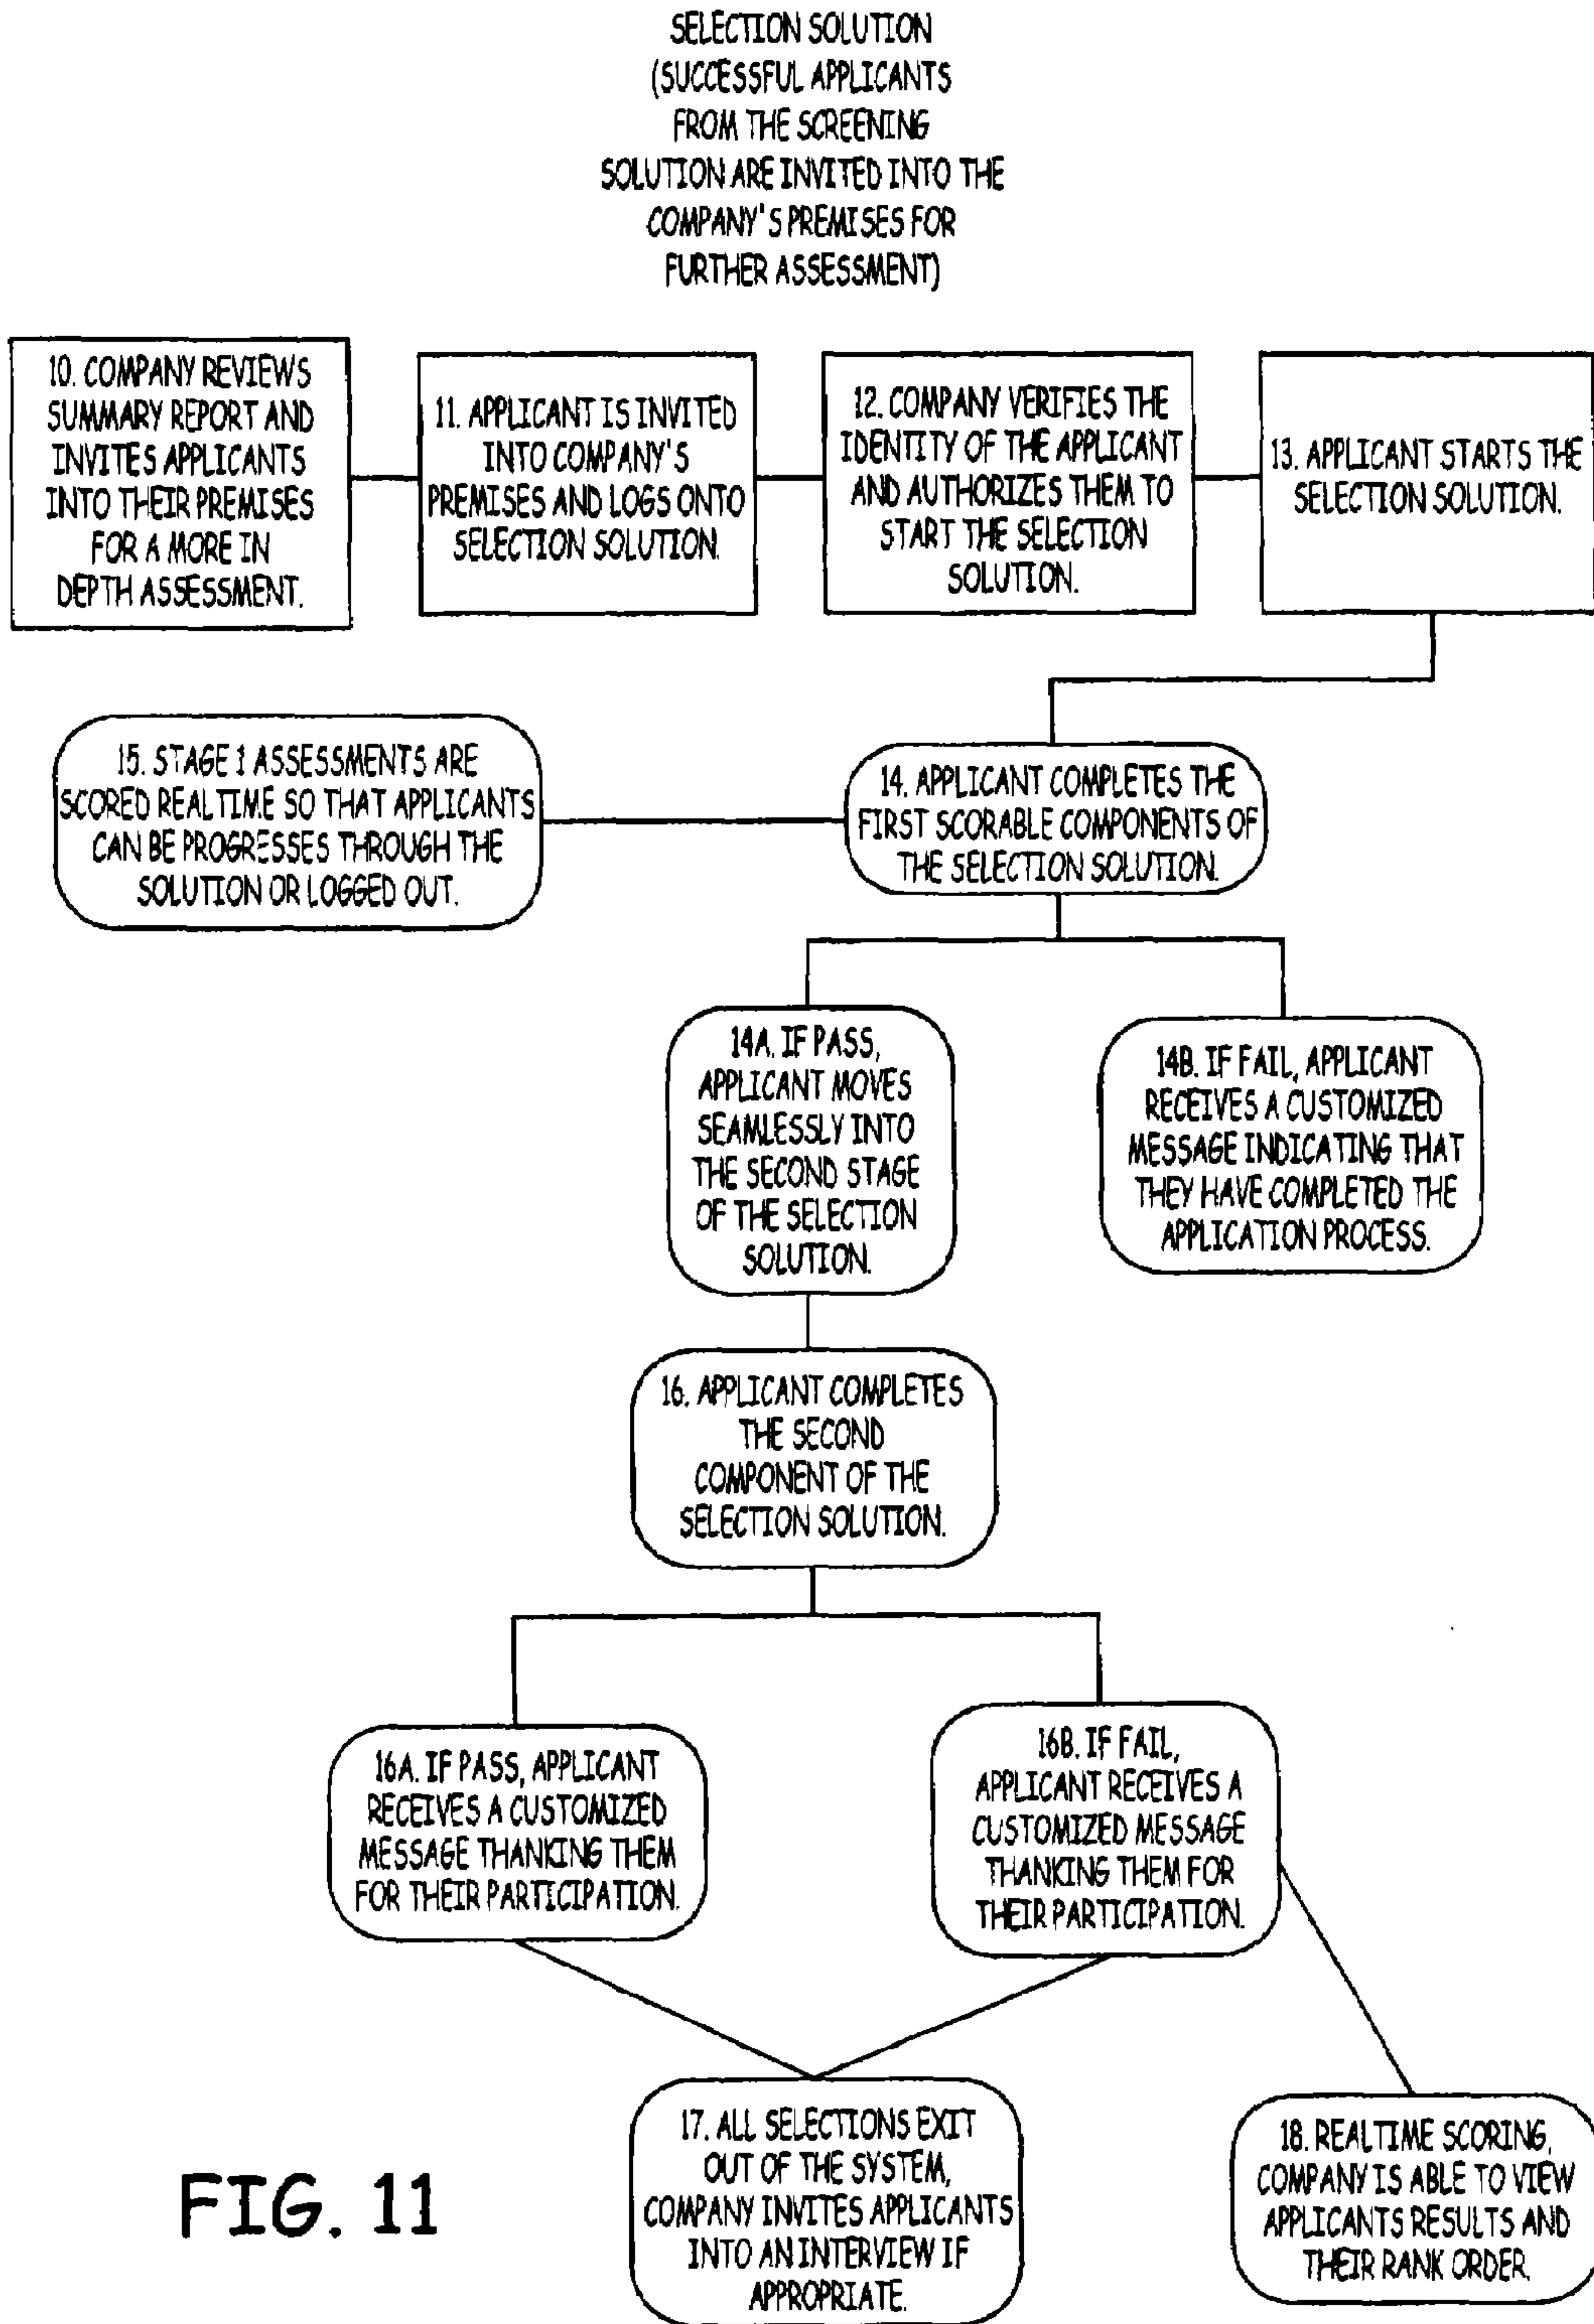 SELECTION SOLUTION
(SUCCESSFUL APPLICANTS
FROM THE SCREENING
SOLUTION ARE INVITED INTO THE
COMPANY'S PREMISES FOR
FURTHER ASSESSMENT)
10. COMPANY REVIEWS
SUMMARY REPORT AND
INVITES APPLICANTS
INTO THEIR PREMISES
FOR A MORE IN
DEPTH ASSESSMENT.
11. APPLICANT IS INVITED
INTO COMPANY'S
PREMISES AND LOGS ONTO
SELECTION SOLUTION.
12. COMPANY VERIFIES THE
IDENTITY OF THE APPLICANT
AND AUTHORIZES THEM TO
START THE SELECTION
SOLUTION.
13. APPLICANT STARTS THE
SELECTION SOLUTION.
15. STAGE 1 ASSESSMENTS ARE
SCORED REALTIME SO THAT APPLICANTS
CAN BE PROGRESSES THROUGH THE
SOLUTION OR LOGGED OUT.
14. APPLICANT COMPLETES THE
FIRST SCORABLE COMPONENTS OF
THE SELECTION SOLUTION.
14A. IF PASS,
APPLICANT MOVES
SEAMLESSLY INTO
THE SECOND STAGE
OF THE SELECTION
SOLUTION.
14B. IF FAIL, APPLICANT
RECEIVES A CUSTOMIZED
MESSAGE INDICATING THAT
THEY HAVE COMPLETED THE
APPLICATION PROCESS.
16. APPLICANT COMPLETES
THE SECOND
COMPONENT OF THE
SELECTION SOLUTION.
16A. IF PASS, APPLICANT
RECEIVES A CUSTOMIZED
MESSAGE THANKING THEM
FOR THEIR PARTICIPATION.
16B. IF FAIL,
APPLICANT RECEIVES A
CUSTOMIZED MESSAGE
THANKING THEM FOR
THEIR PARTICIPATION.
17. ALL SELECTIONS EXIT
OUT OF THE SYSTEM,
COMPANY INVITES APPLICANTS
INTO AN INTERVIEW IF
APPROPRIATE.
18. REALTIME SCORING,
COMPANY IS ABLE TO VIEW
APPLICANTS RESULTS AND
THEIR RANK ORDER.
FIG. 11